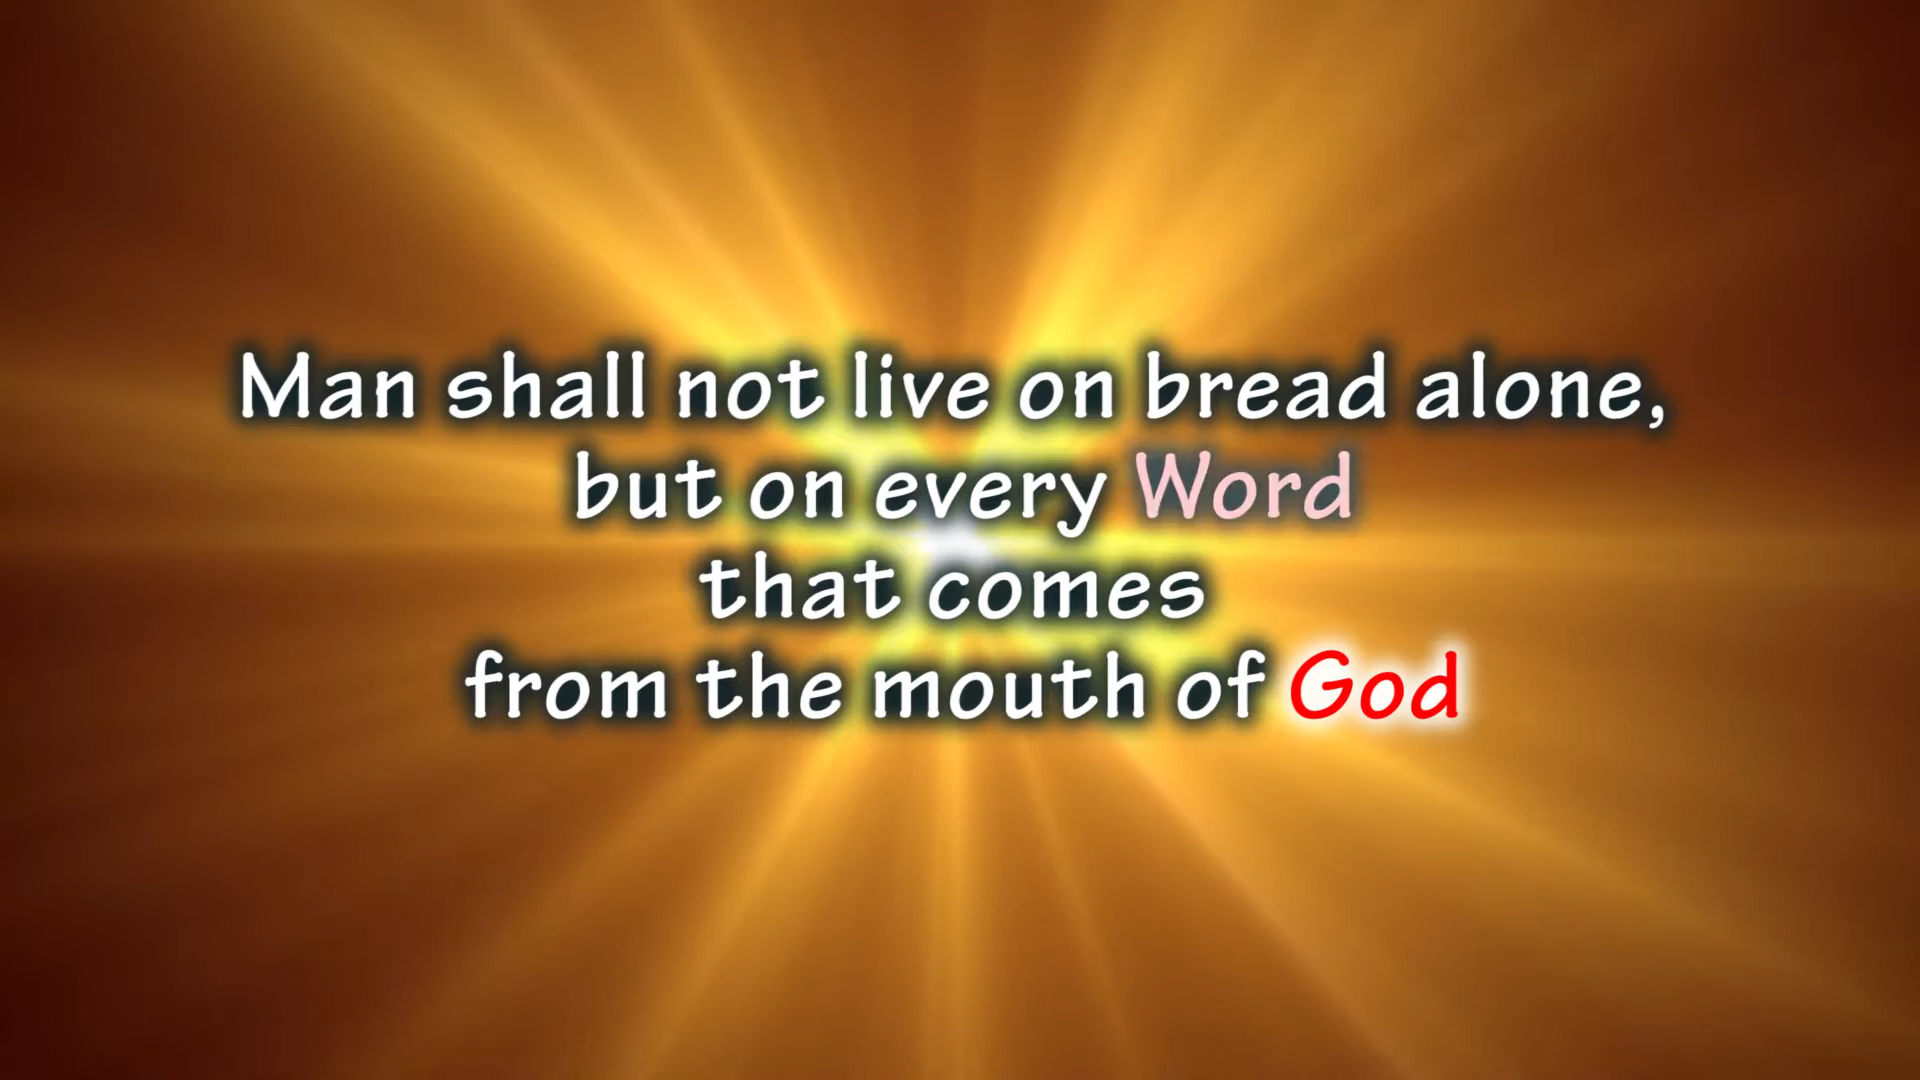 Man shall not live on bread alone,
but on every Word
that comes
from the mouth of God